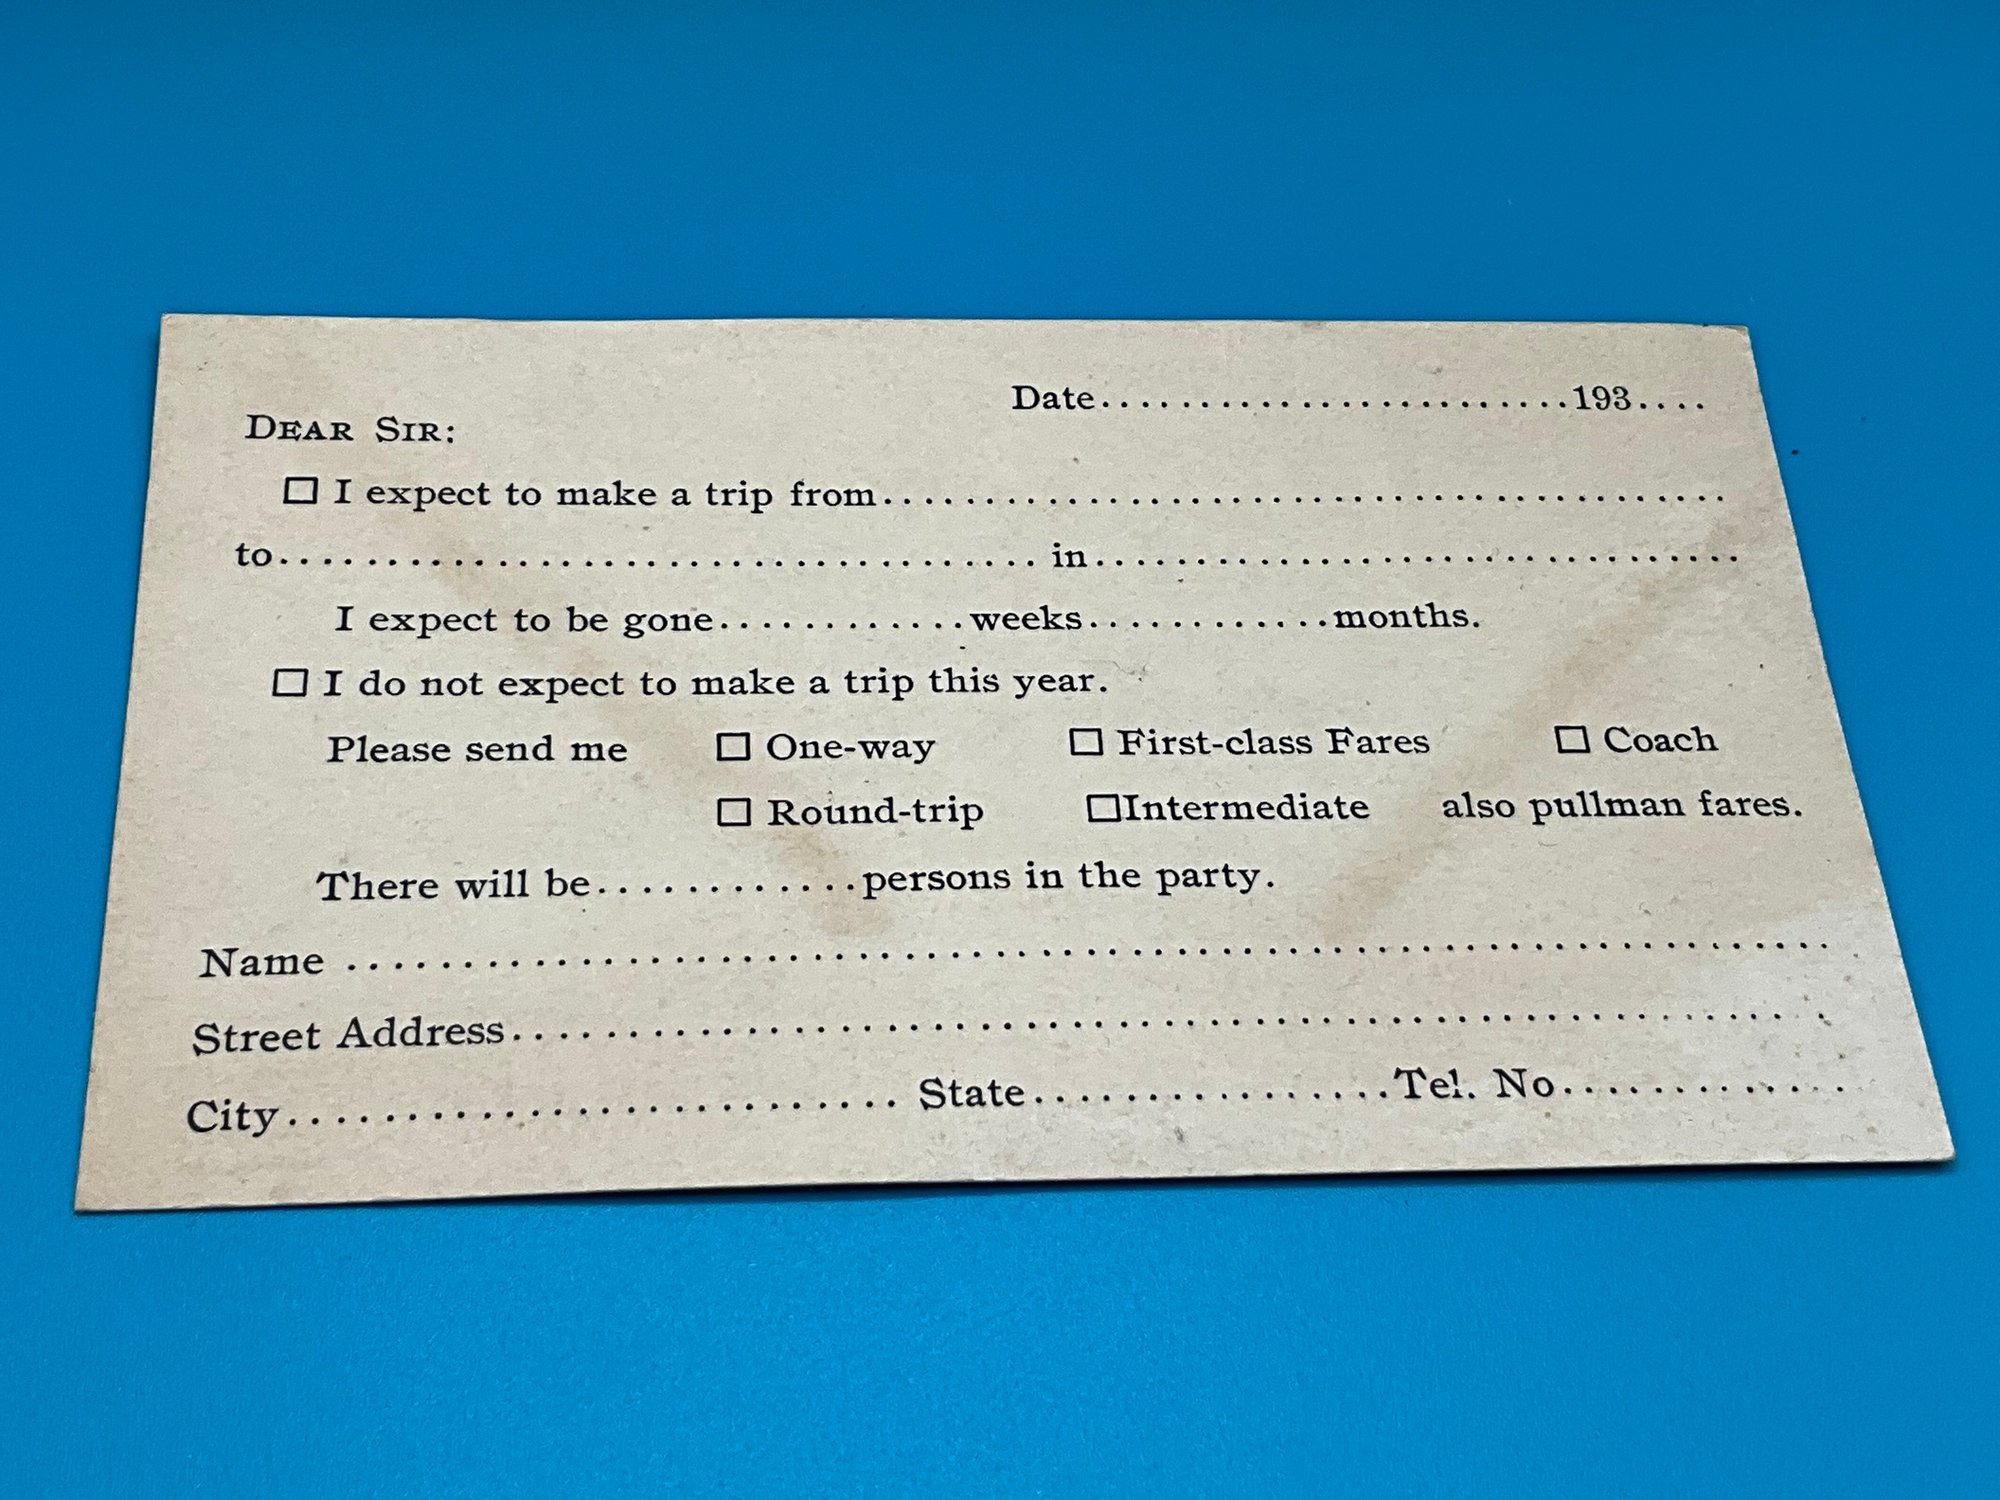 Date.......................193....
DEAR SIR:
☐ I expect to make a trip from..........................................
to...................................... in................................
I expect to be gone............weeks............months.
☐ I do not expect to make a trip this year.
Please send me ☐ One-way ☐ First-class Fares ☐ Coach
☐ Round-trip ☐Intermediate also pullman fares.
There will be............persons in the party.
Name ................................................................
Street Address........................................................
City.......................... State................Tel. No.............